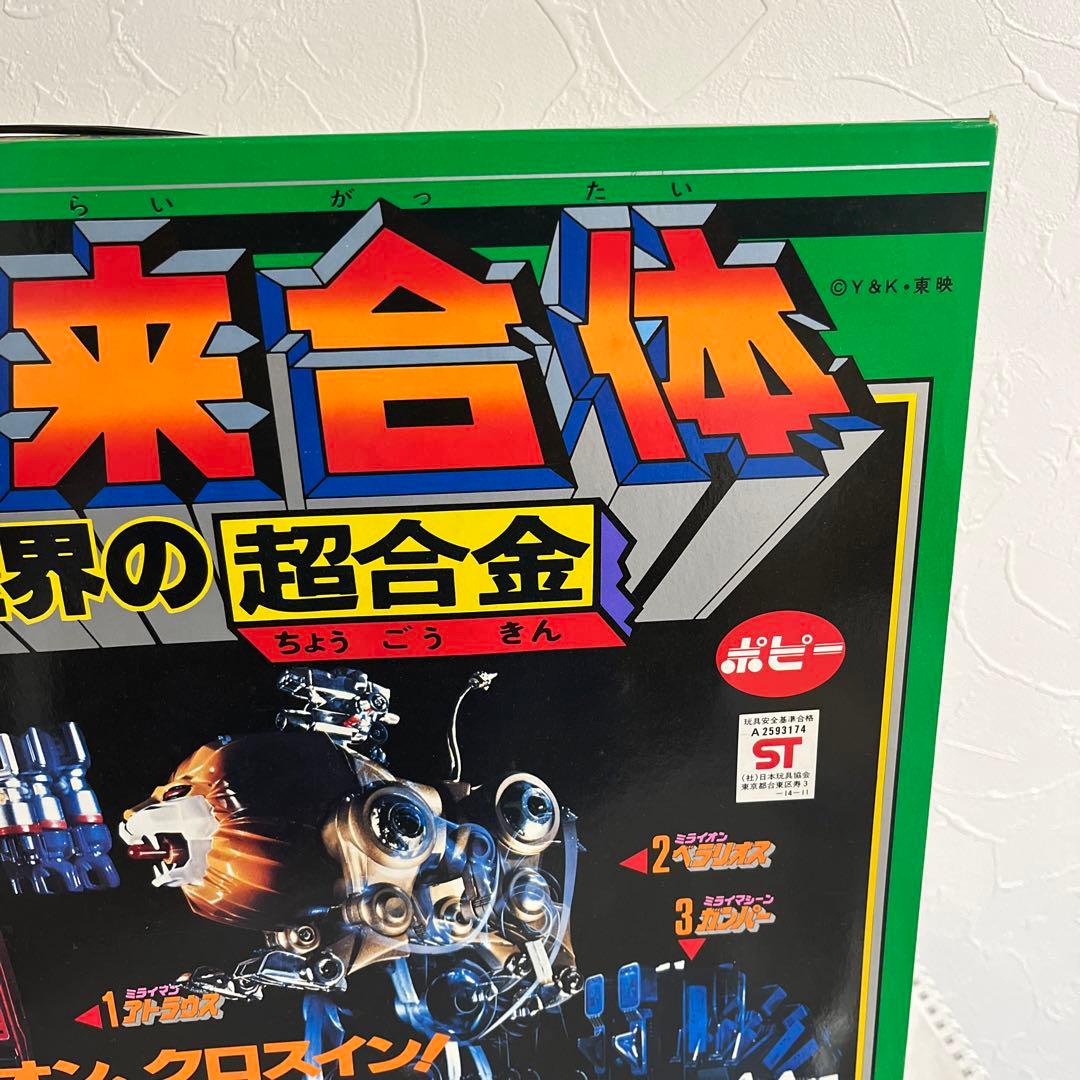 らいがったい
来合体
©Y&K・東映
界の超合金
ちょうごうきん
ポピー
玩具安全基準合格
A2593174
ST
(社)日本玩具協会
東京都台東区寿3
-14-11
ミライオン
2ベラリオス
ミライマシーン
3ガンパー
ミライマン
1アトラウス
オン、クロスイン!